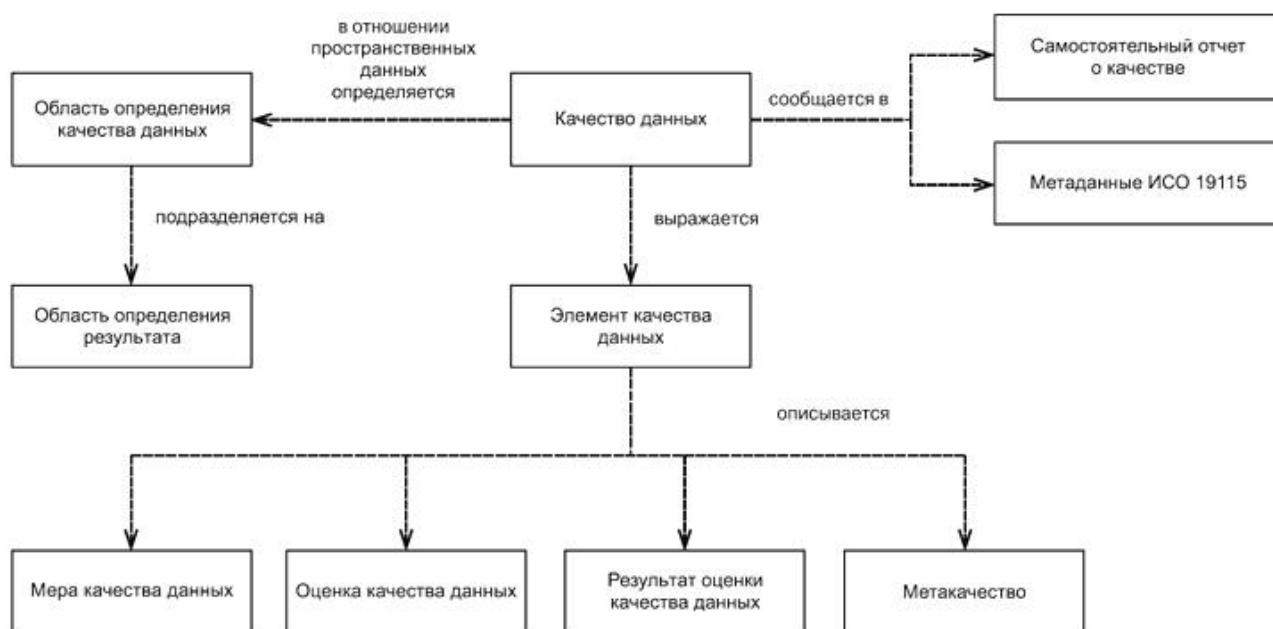 в отношении
пространственных
данных
определяется
Самостоятельный отчет
о качестве
Область определения
качества данных
Качество данных
сообщается в
Метаданные ИСО 19115
подразделяется на
выражается
Область определения
результата
Элемент качества
данных
описывается
Мера качества данных
Оценка качества данных
Результат оценки
качества данных
Метакачество